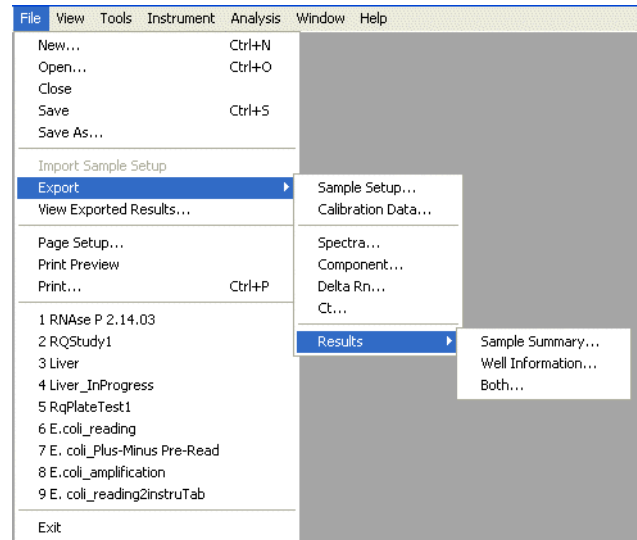 File View Tools Instrument Analysis Window Help
New... Ctrl+N
Open... Ctrl+O
Close
Save Ctrl+S
Save As...
Import Sample Setup
Export
View Exported Results...
Page Setup...
Print Preview
Print... Ctrl+P
1 RNAse P 2.14.03
2 RQStudy1
3 Liver
4 Liver_InProgress
5 RqPlateTest1
6 E.coli_reading
7 E. coli_Plus-Minus Pre-Read
8 E.coli_amplification
9 E. coli_reading2instruTab
Exit
Sample Setup...
Calibration Data...
Spectra...
Component...
Delta Rn...
Ct...
Results
Sample Summary...
Well Information...
Both...